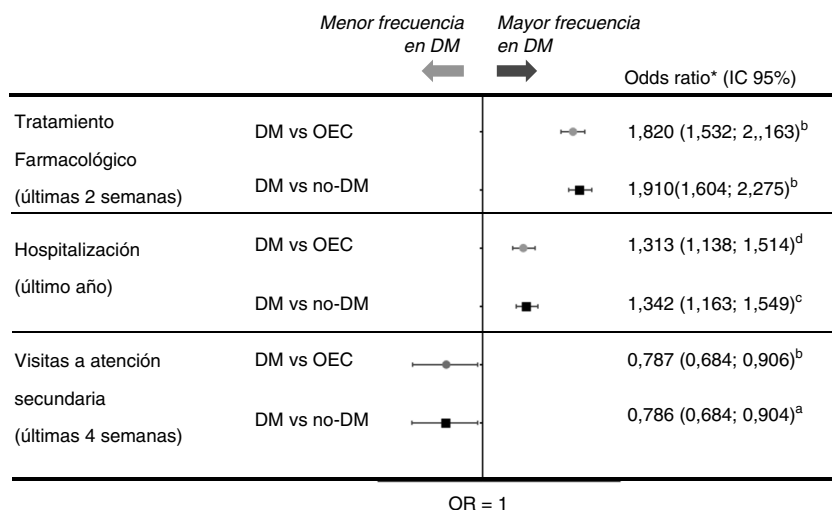 Menor frecuencia en DM
Mayor frecuencia en DM
Odds ratio* (IC 95%)
Tratamiento
Farmacológico
(últimas 2 semanas)
DM vs OEC
1,820 (1,532; 2,,163)b
DM vs no-DM
1,910(1,604; 2,275)b
Hospitalización
(último año)
DM vs OEC
1,313 (1,138; 1,514)d
DM vs no-DM
1,342 (1,163; 1,549)c
Visitas a atención
secundaria
(últimas 4 semanas)
DM vs OEC
0,787 (0,684; 0,906)b
DM vs no-DM
0,786 (0,684; 0,904)a
OR = 1